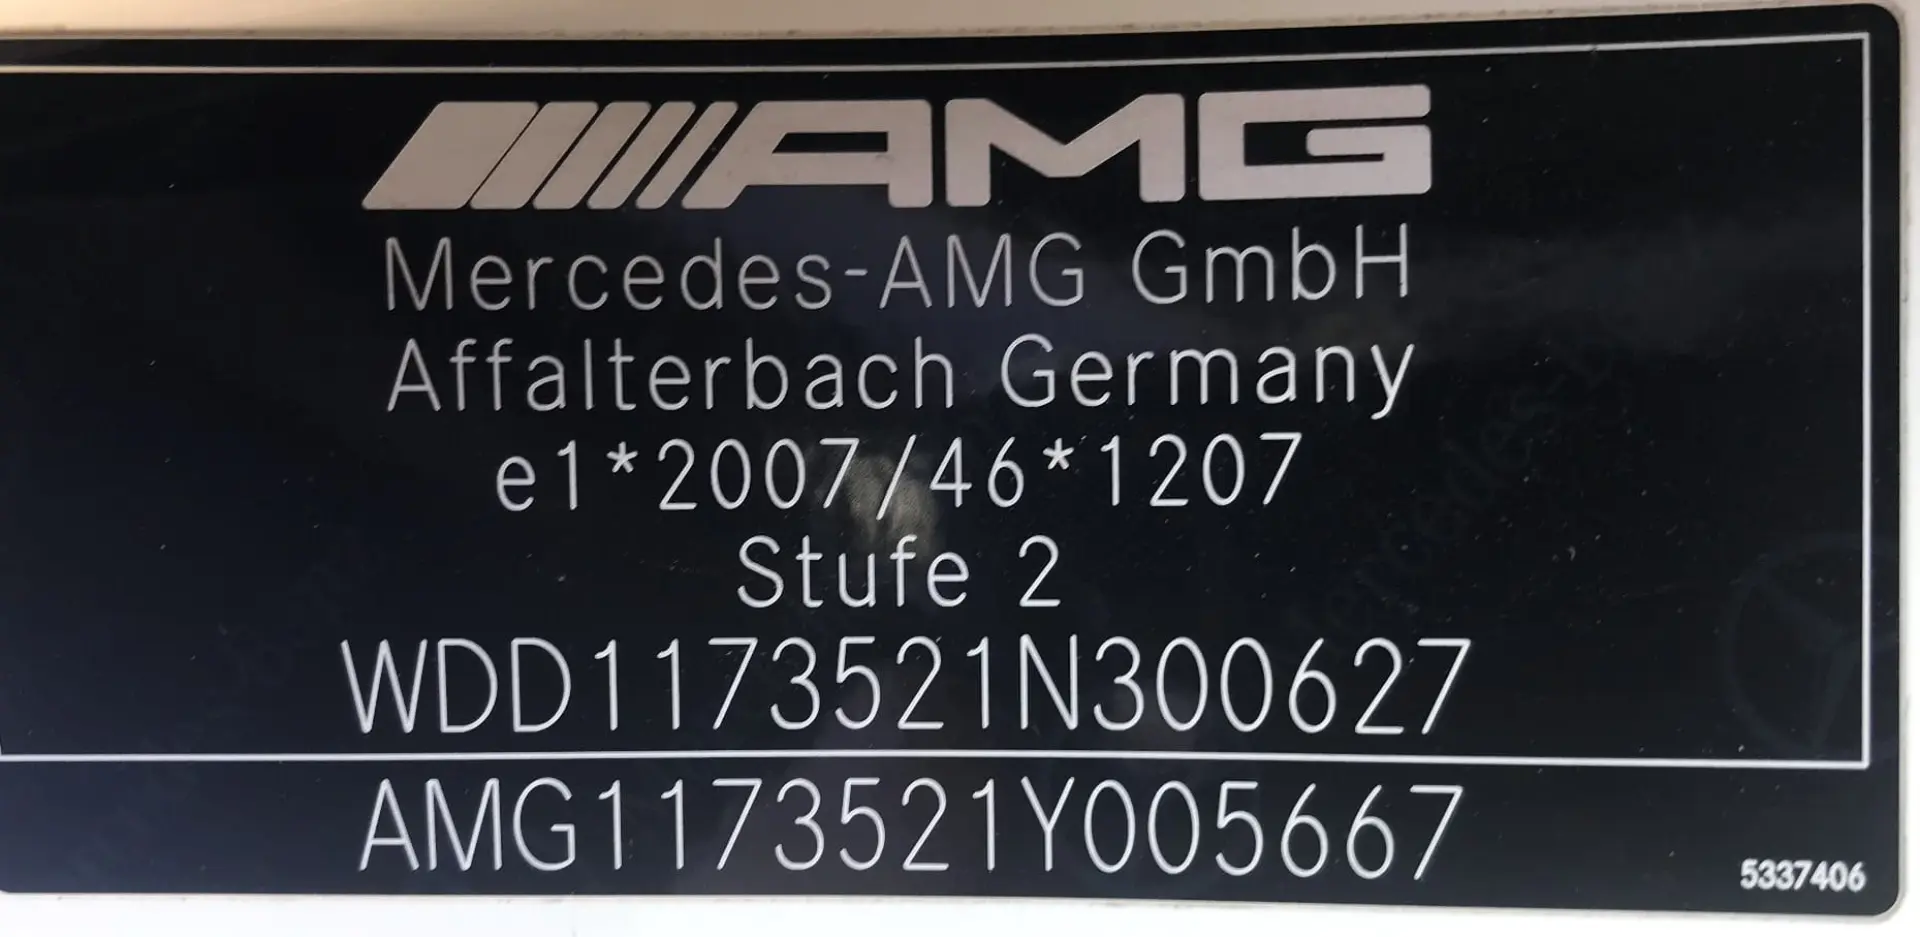 AMG
Mercedes-AMG GmbH
Affalterbach Germany
e1*2007/46*1207
Stufe 2
WDD1173521N300627
AMG1173521Y005667
5337406